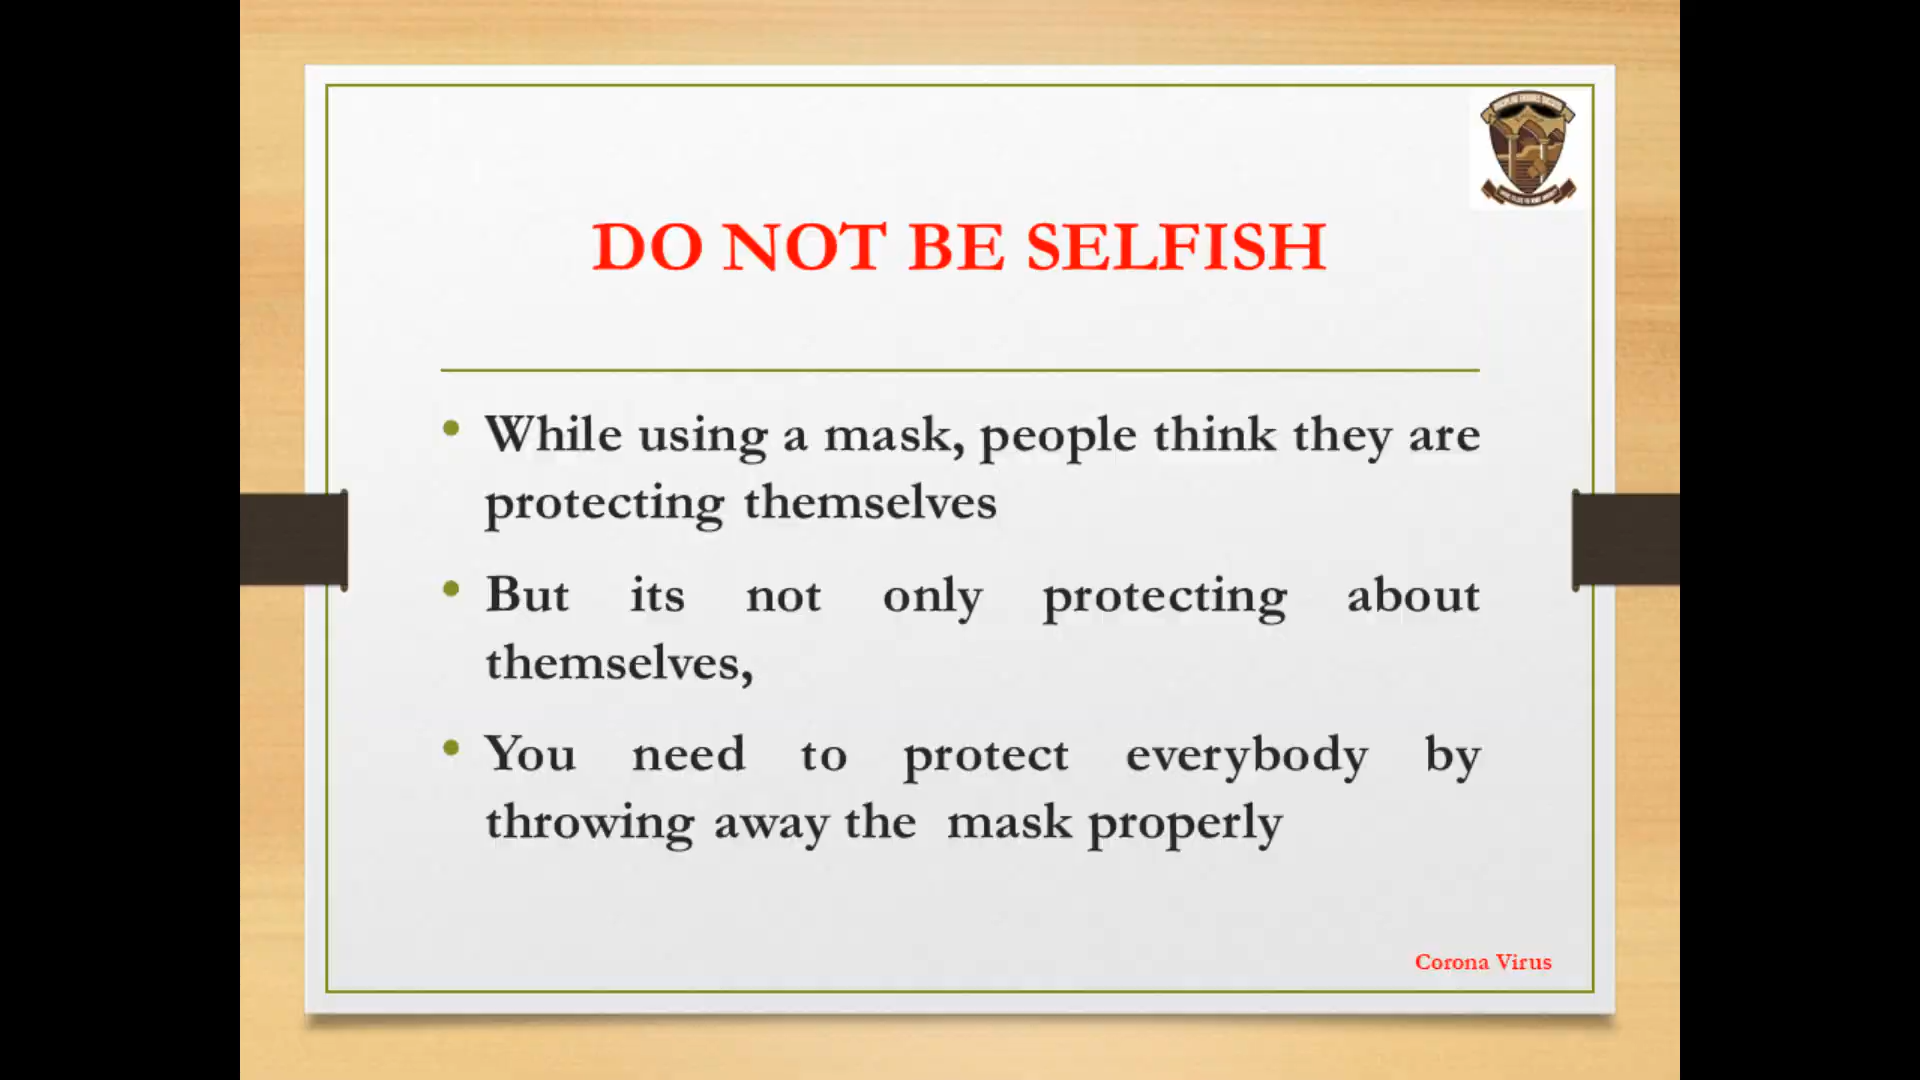 DO NOT BE SELFISH
While using a mask, people think they are
protecting themselves
But its not only protecting about
themselves,
You need to protect everybody by
throwing away the mask properly
Corona Virus